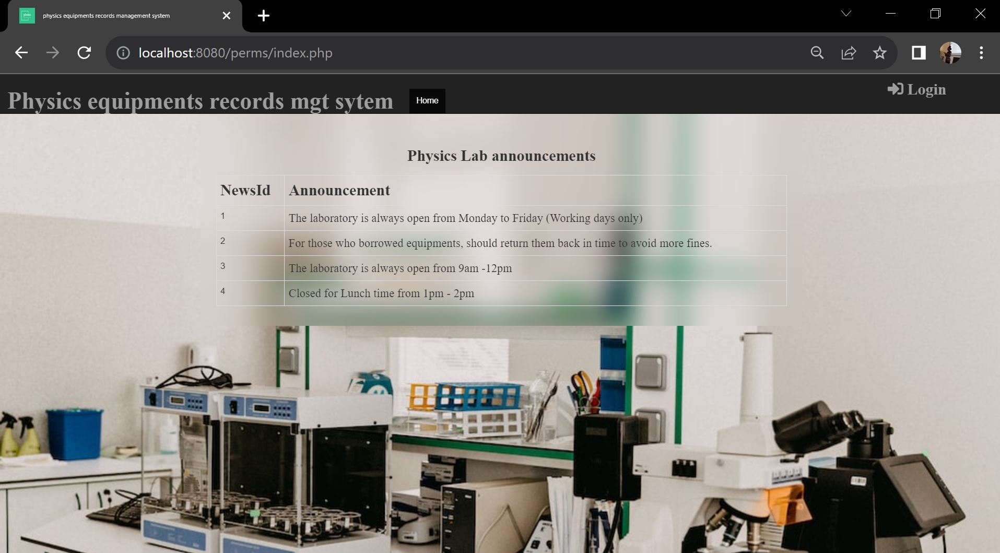 physics equipments records management system
localhost:8080/perms/index.php
Physics equipments records mgt sytem
Home
Login
Physics Lab announcements
NewsId Announcement
1 The laboratory is always open from Monday to Friday (Working days only)
2 For those who borrowed equipments, should return them back in time to avoid more fines.
3 The laboratory is always open from 9am -12pm
4 Closed for Lunch time from 1pm - 2pm